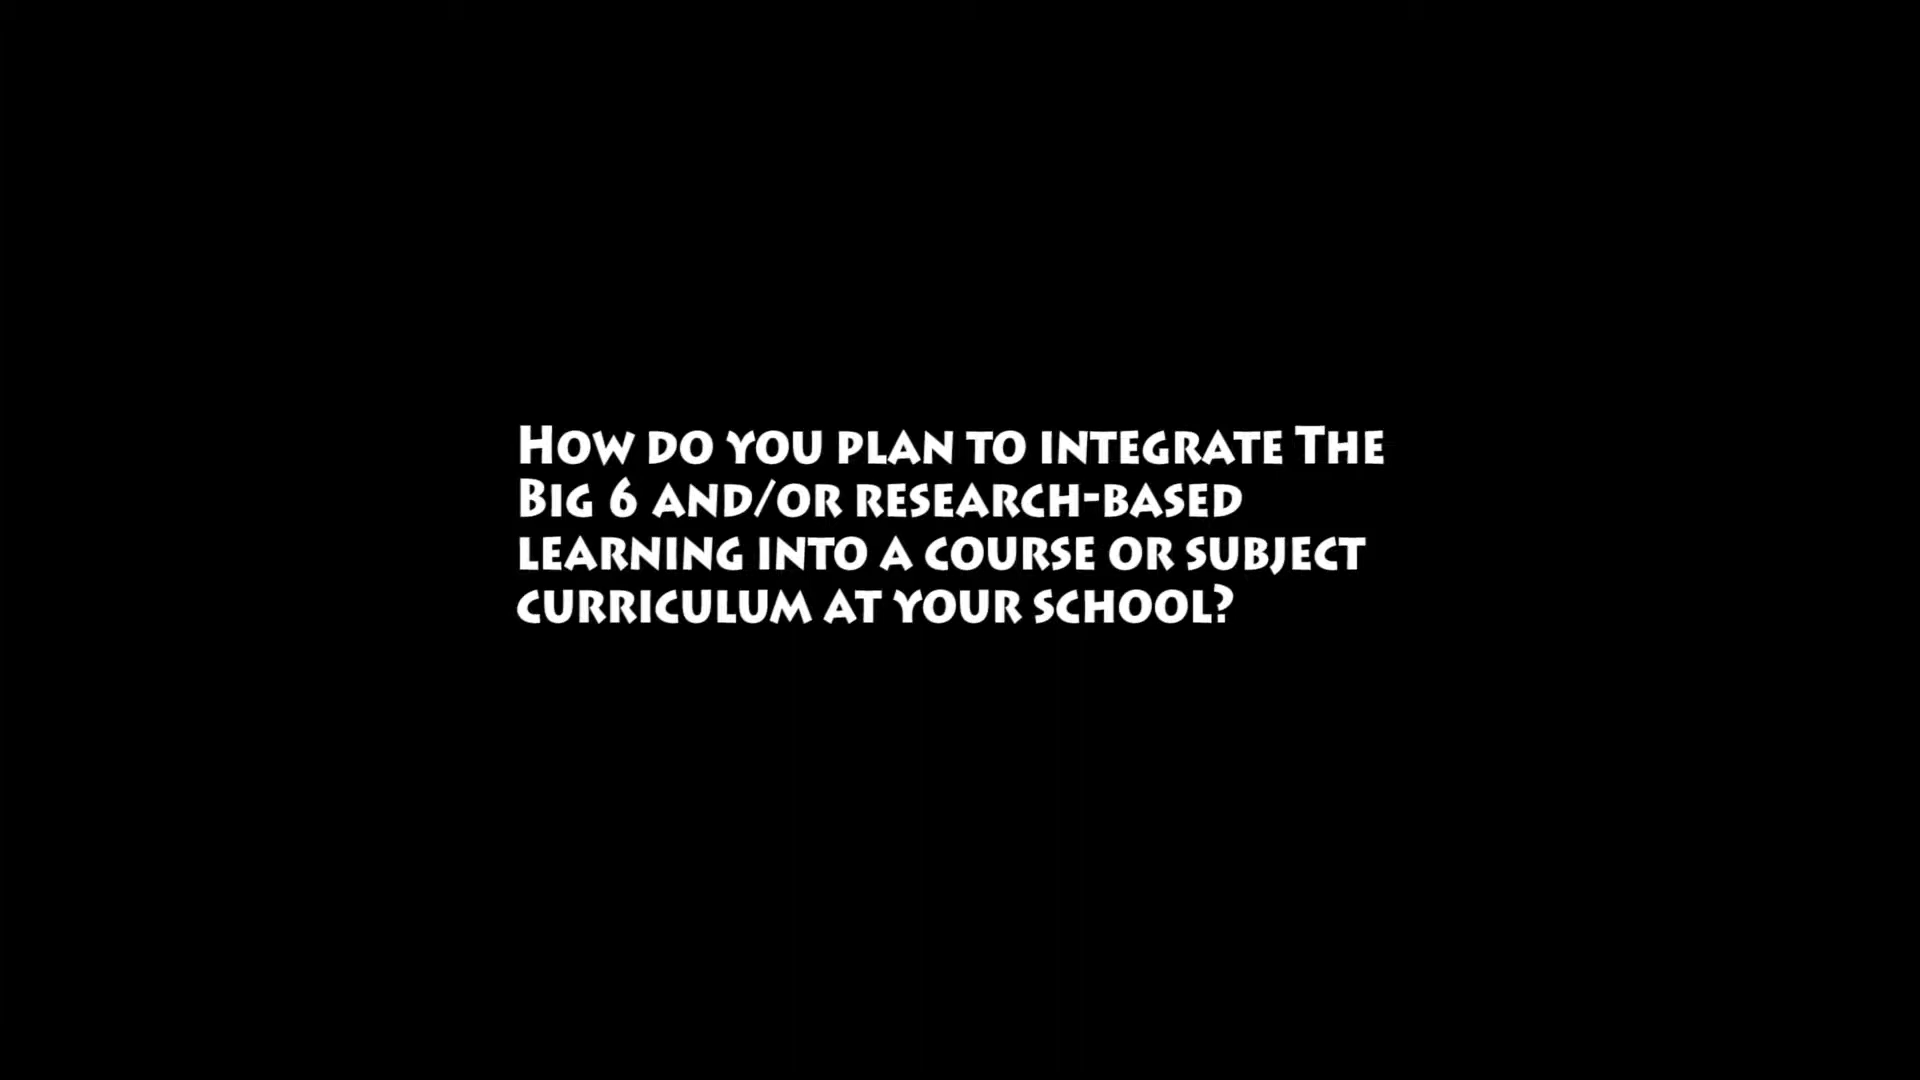 How do you plan to integrate The
Big 6 and/or research-based
learning into a course or subject
curriculum at your school?